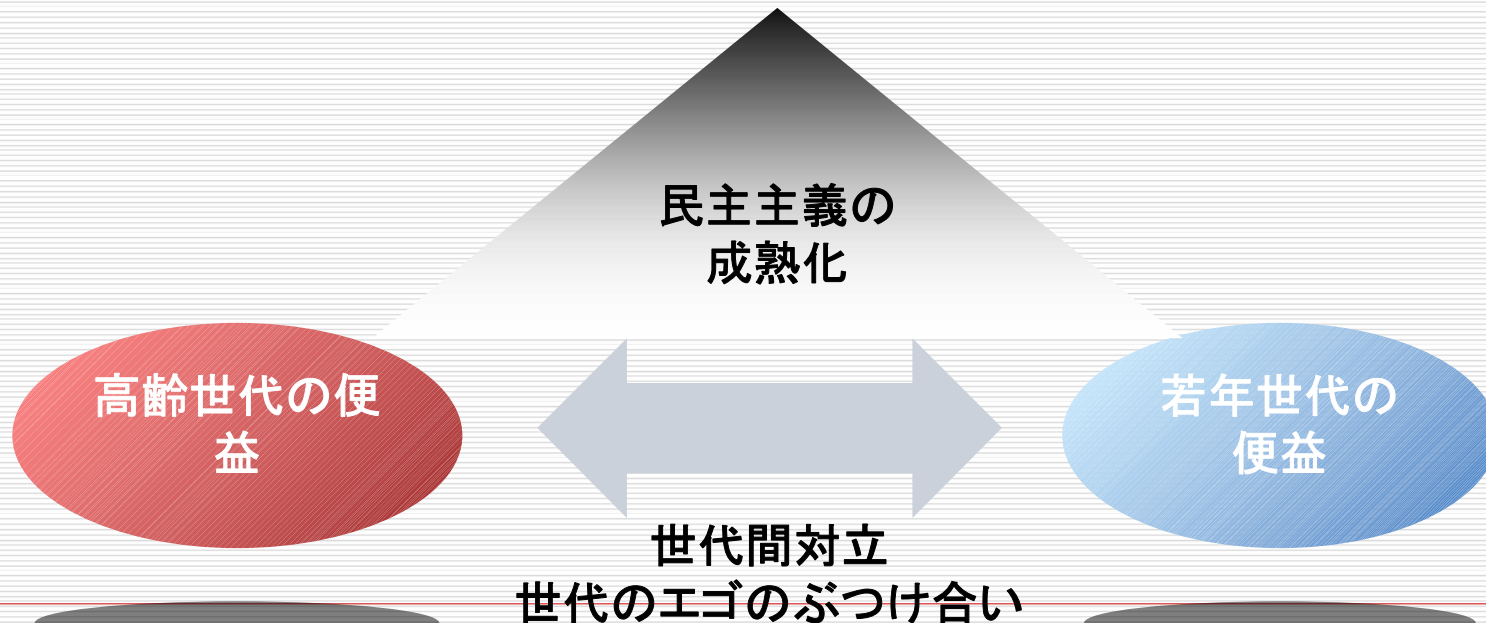 民主主義の
成熟化
高齢世代の便
益
若年世代の
便益
世代間対立
世代のエゴのぶつけ合い